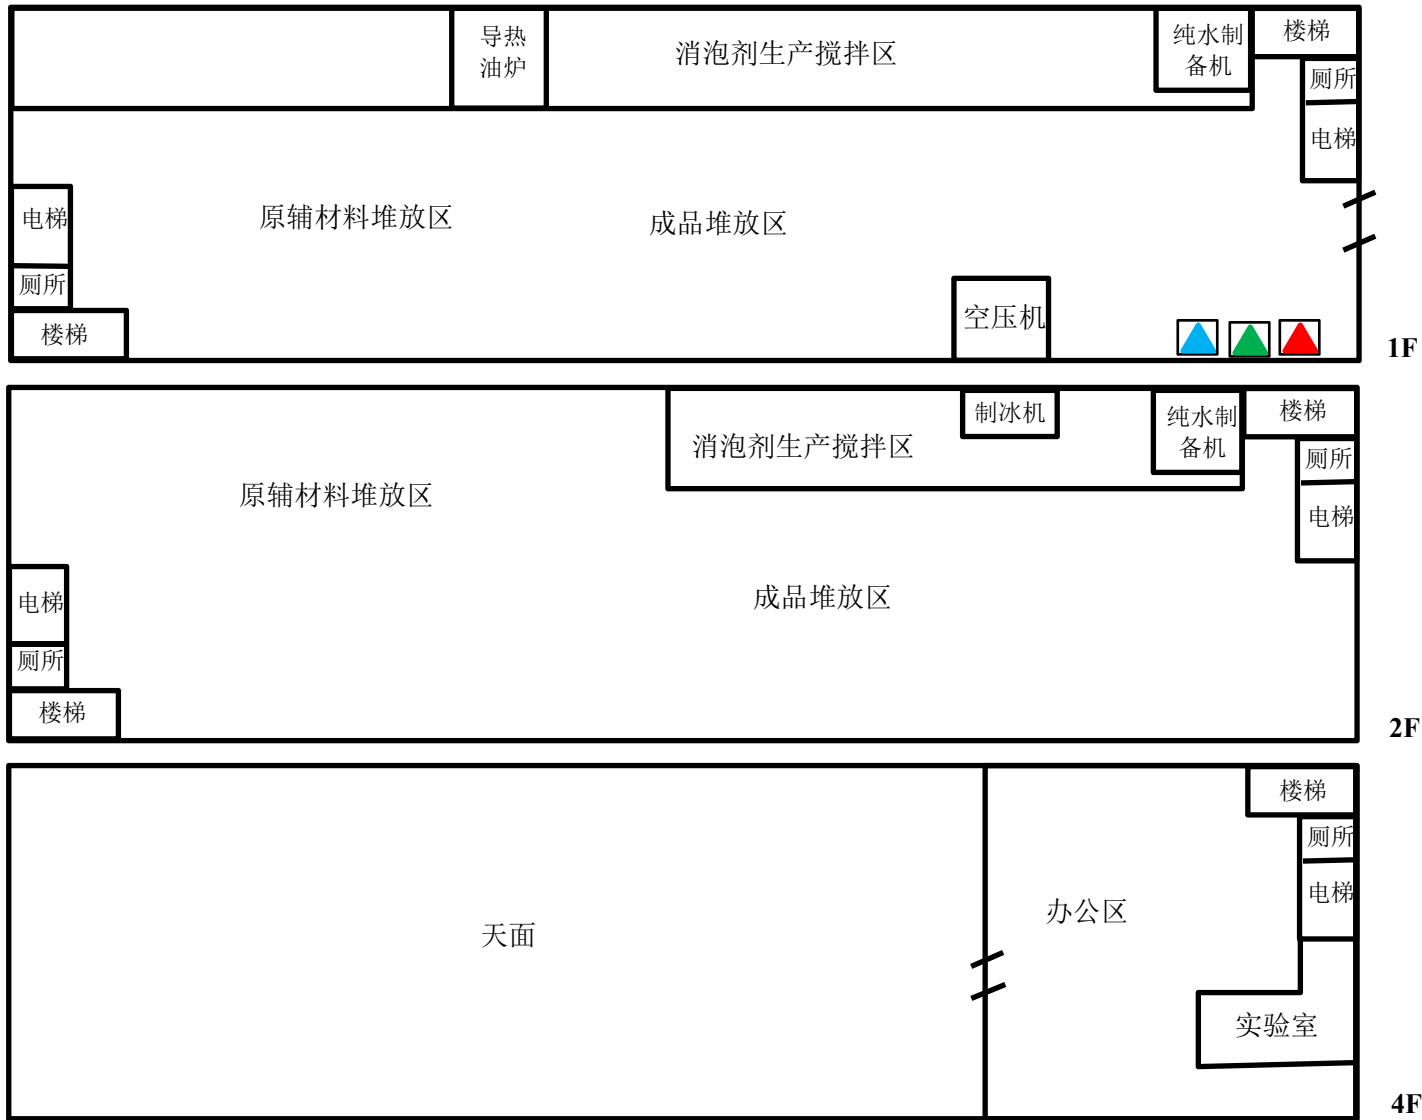 导热
油炉
消泡剂生产搅拌区
纯水制
备机
楼梯
厕所
电梯
电梯
原辅材料堆放区
成品堆放区
厕所
楼梯
空压机
1F
消泡剂生产搅拌区
制冰机
纯水制
备机
楼梯
厕所
原辅材料堆放区
电梯
电梯
成品堆放区
厕所
楼梯
2F
楼梯
厕所
电梯
天面
办公区
实验室
4F